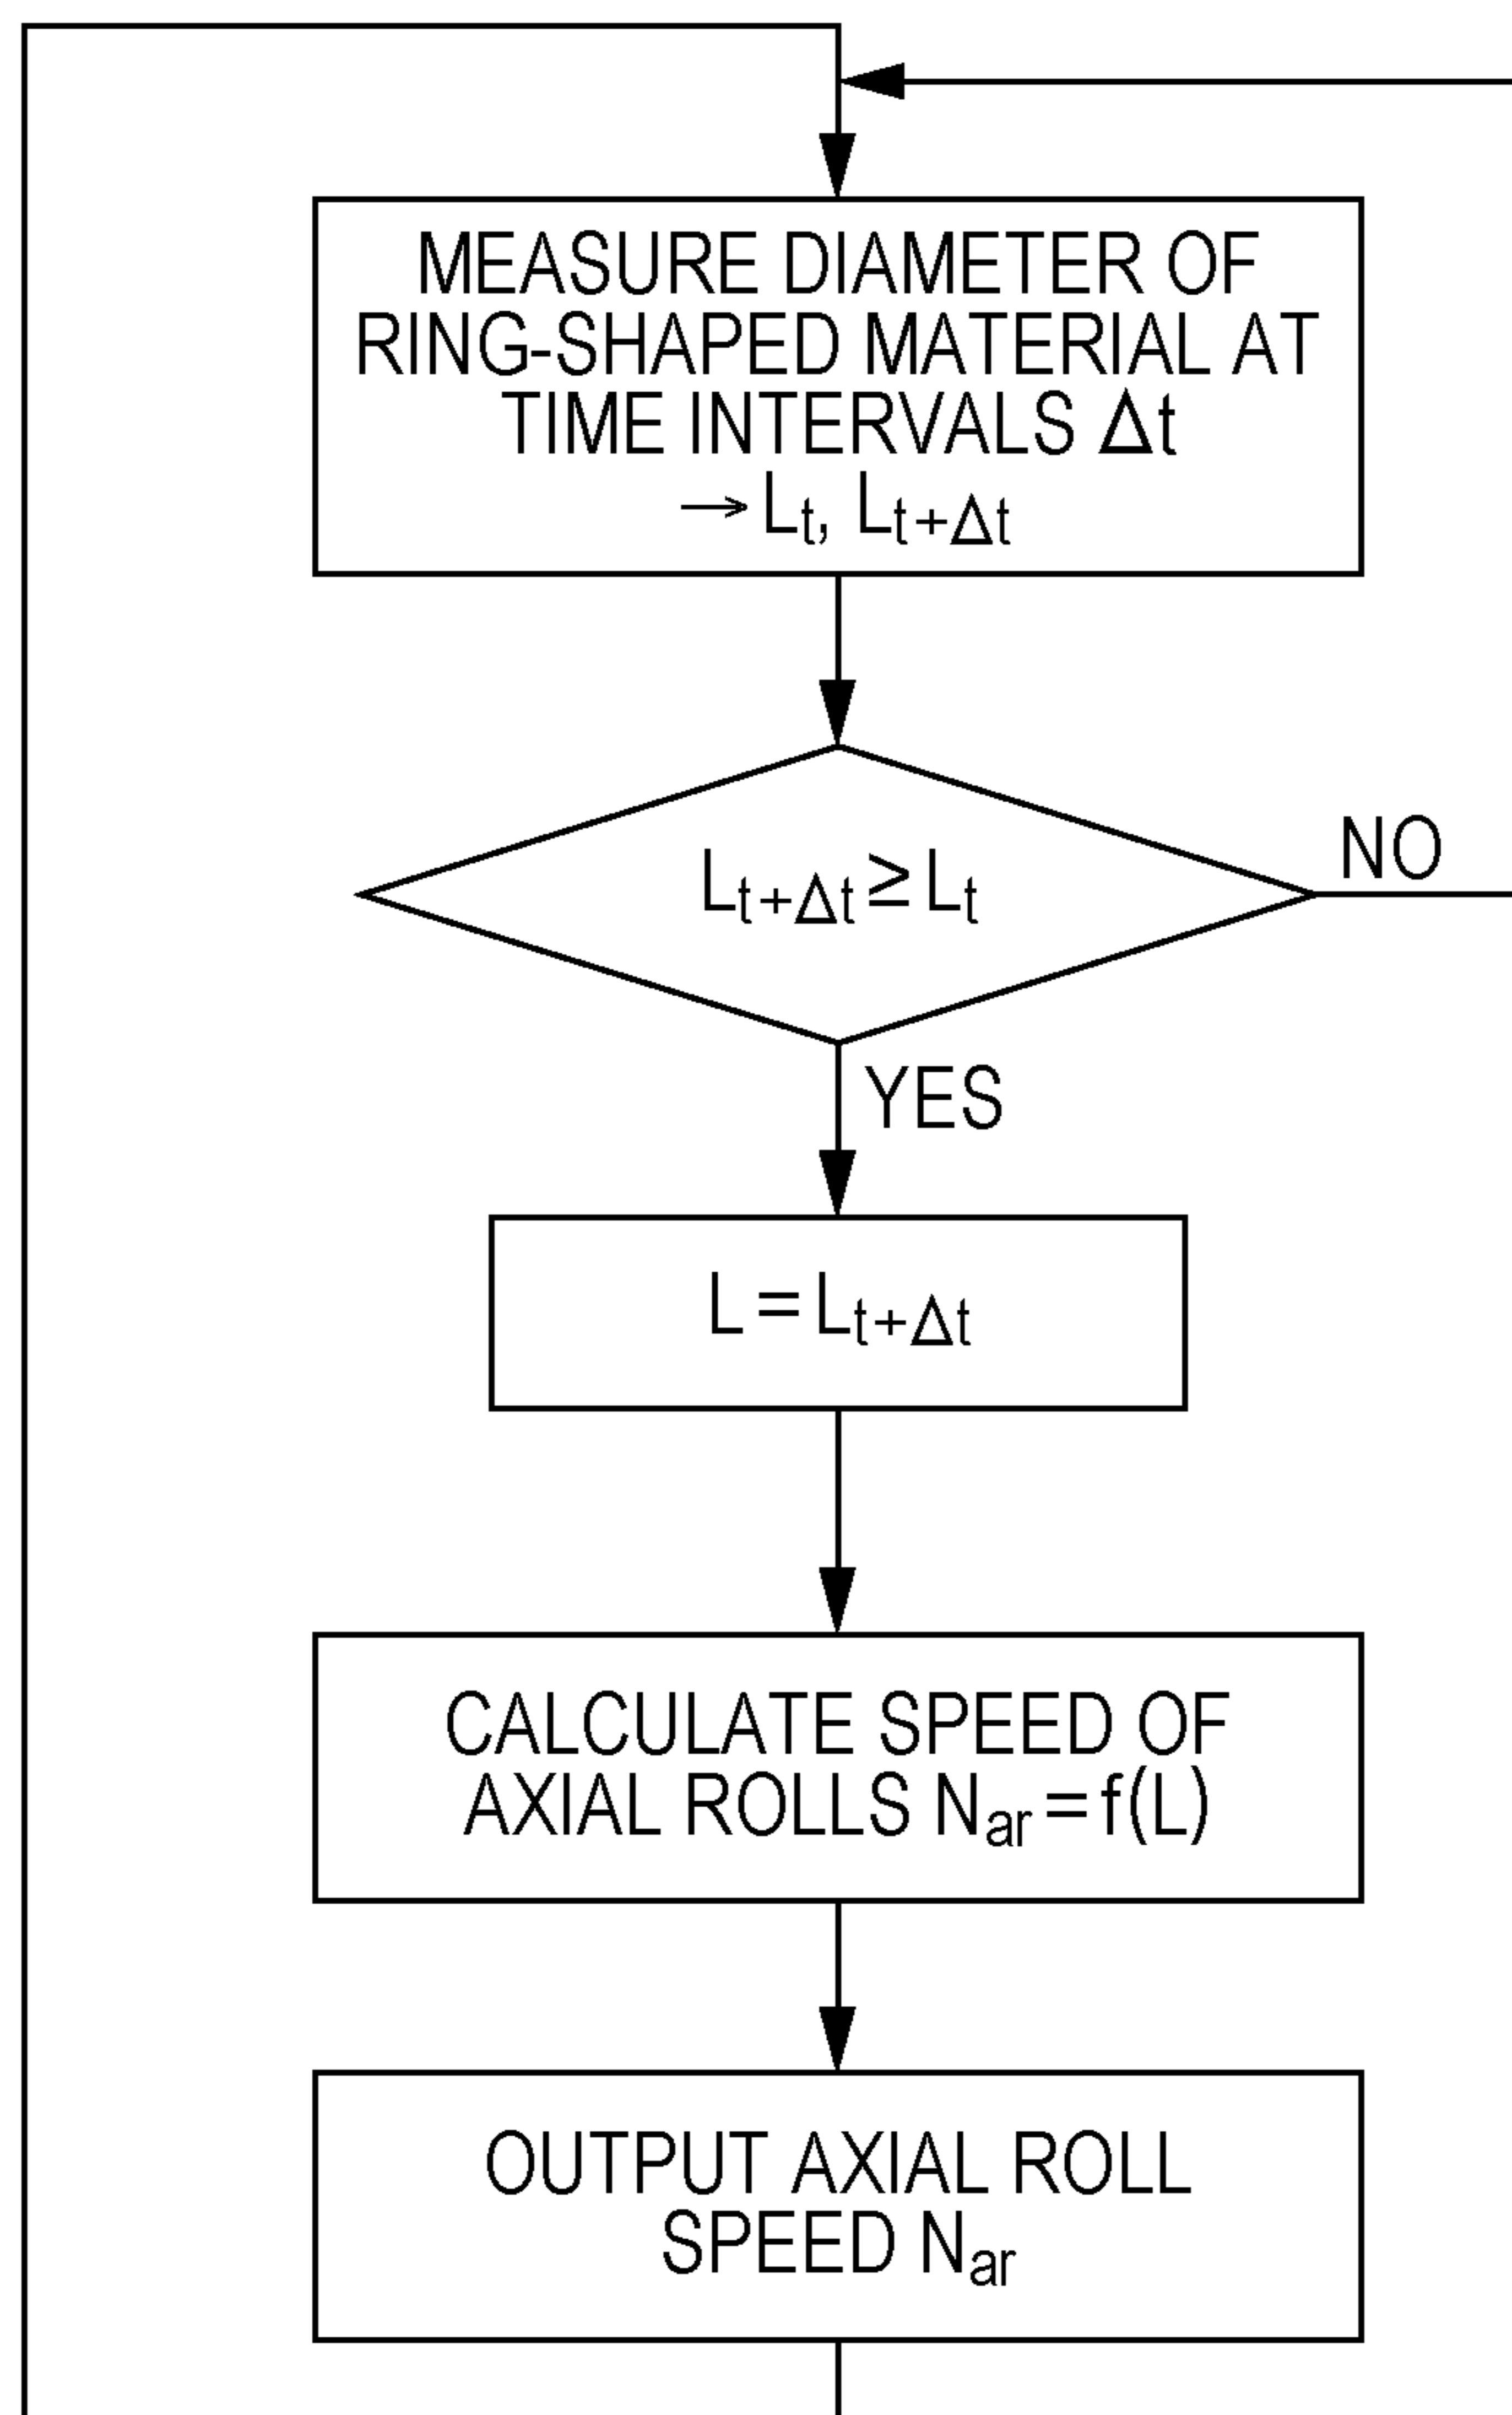 MEASURE DIAMETER OF
RING-SHAPED MATERIAL AT
TIME INTERVALS Δt
→ Lt, Lt+Δt
Lt+Δt ≥ Lt
NO
YES
L = Lt+Δt
CALCULATE SPEED OF
AXIAL ROLLS Nar = f(L)
OUTPUT AXIAL ROLL
SPEED Nar